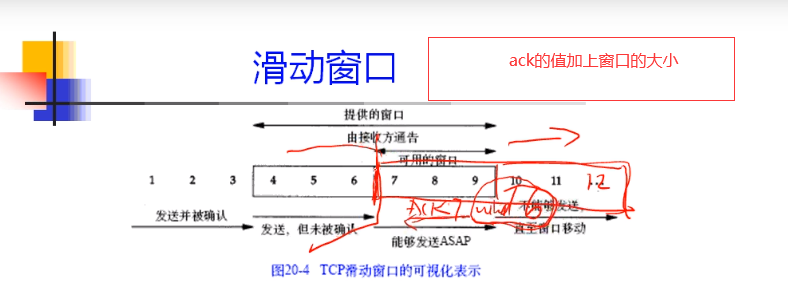 滑动窗口
ack的值加上窗口的大小
提供的窗口
由接收方通告
可用的窗口
1 2 3 4 5 6 7 8 9 10 11 12
ACK7
发送并被确认
发送，但未被确认
能够发送ASAP
不能够发送，
直至窗口移动
图20-4 TCP滑动窗口的可视化表示